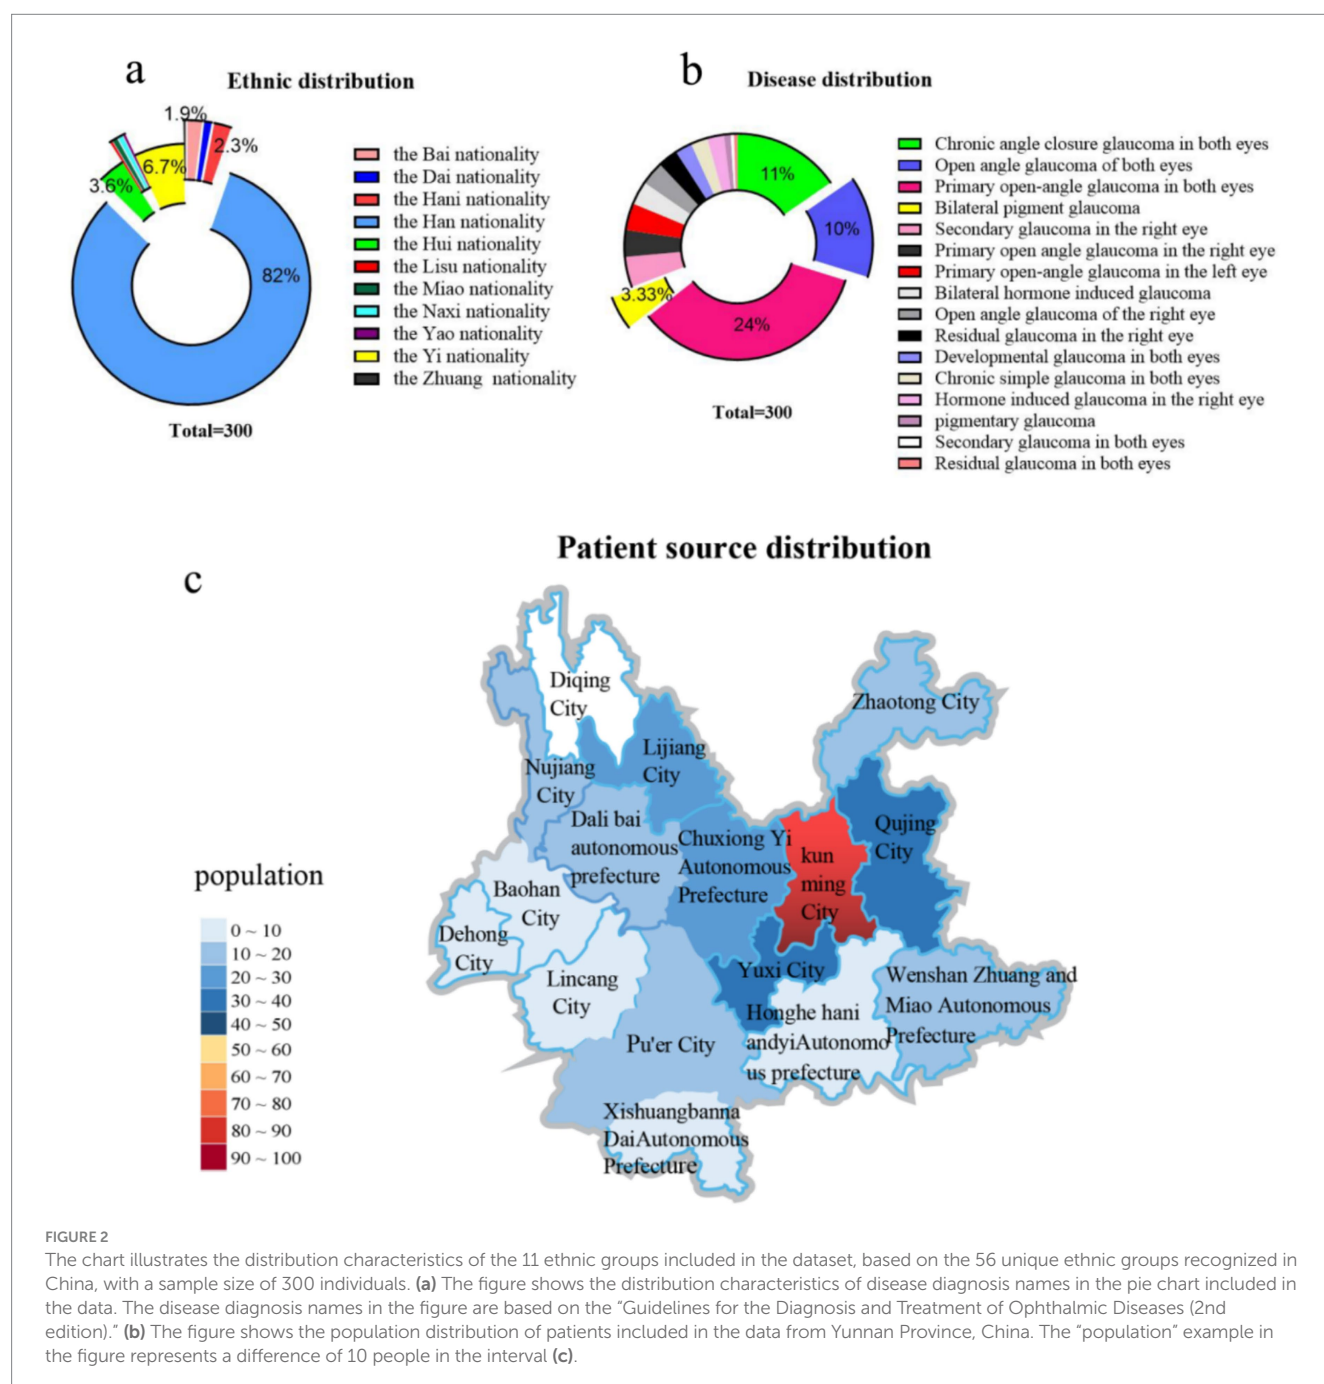 a
Ethnic distribution
1.9%
2.3%
6.7%
3.6%
82%
the Bai nationality
the Dai nationality
the Hani nationality
the Han nationality
the Hui nationality
the Lisu nationality
the Miao nationality
the Naxi nationality
the Yao nationality
the Yi nationality
the Zhuang nationality
Total=300
b
Disease distribution
11%
10%
3.33%
24%
Chronic angle closure glaucoma in both eyes
Open angle glaucoma of both eyes
Primary open-angle glaucoma in both eyes
Bilateral pigment glaucoma
Secondary glaucoma in the right eye
Primary open angle glaucoma in the right eye
Primary open-angle glaucoma in the left eye
Bilateral hormone induced glaucoma
Open angle glaucoma of the right eye
Residual glaucoma in the right eye
Developmental glaucoma in both eyes
Chronic simple glaucoma in both eyes
Hormone induced glaucoma in the right eye
pigmentary glaucoma
Secondary glaucoma in both eyes
Residual glaucoma in both eyes
Total=300
Patient source distribution
c
Diqing
City
Zhaotong City
Lijiang
City
Nujiang
City
Dali bai
autonomous
prefecture
Chuxiong Yi
Autonomous
Prefecture
kun
ming
City
Qujing
City
Baohan
City
Dehong
City
Lincang
City
Yuxi City
Wenshan Zhuang and
Miao Autonomous
Prefecture
Honghe hani
andyiAutonomo
us prefecture
Pu'er City
Xishuangbanna
DaiAutonomous
Prefecture
population
0 ~ 10
10 ~ 20
20 ~ 30
30 ~ 40
40 ~ 50
50 ~ 60
60 ~ 70
70 ~ 80
80 ~ 90
90 ~ 100
FIGURE 2
The chart illustrates the distribution characteristics of the 11 ethnic groups included in the dataset, based on the 56 unique ethnic groups recognized in
China, with a sample size of 300 individuals. (a) The figure shows the distribution characteristics of disease diagnosis names in the pie chart included in
the data. The disease diagnosis names in the figure are based on the "Guidelines for the Diagnosis and Treatment of Ophthalmic Diseases (2nd
edition)." (b) The figure shows the population distribution of patients included in the data from Yunnan Province, China. The "population" example in
the figure represents a difference of 10 people in the interval (c).